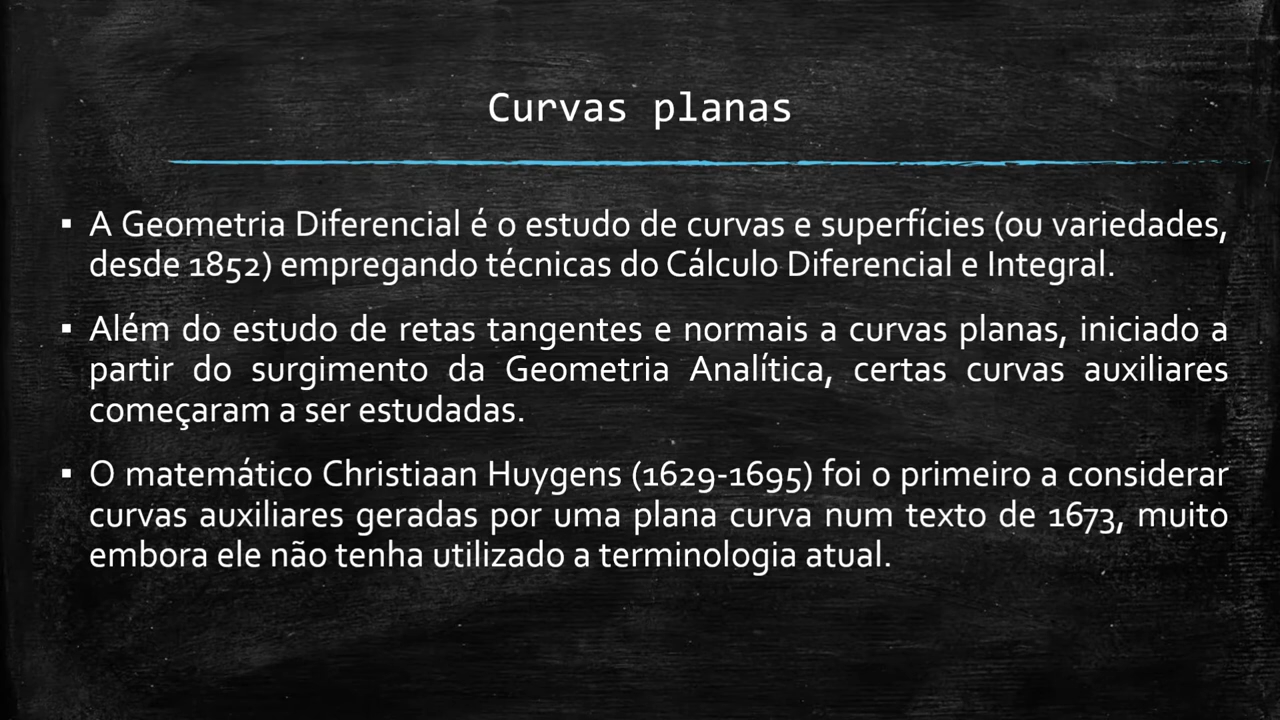 Curvas planas
▪ A Geometria Diferencial é o estudo de curvas e superfícies (ou variedades,
desde 1852) empregando técnicas do Cálculo Diferencial e Integral.
▪ Além do estudo de retas tangentes e normais a curvas planas, iniciado a
partir do surgimento da Geometria Analítica, certas curvas auxiliares
começaram a ser estudadas.
▪ O matemático Christiaan Huygens (1629-1695) foi o primeiro a considerar
curvas auxiliares geradas por uma plana curva num texto de 1673, muito
embora ele não tenha utilizado a terminologia atual.